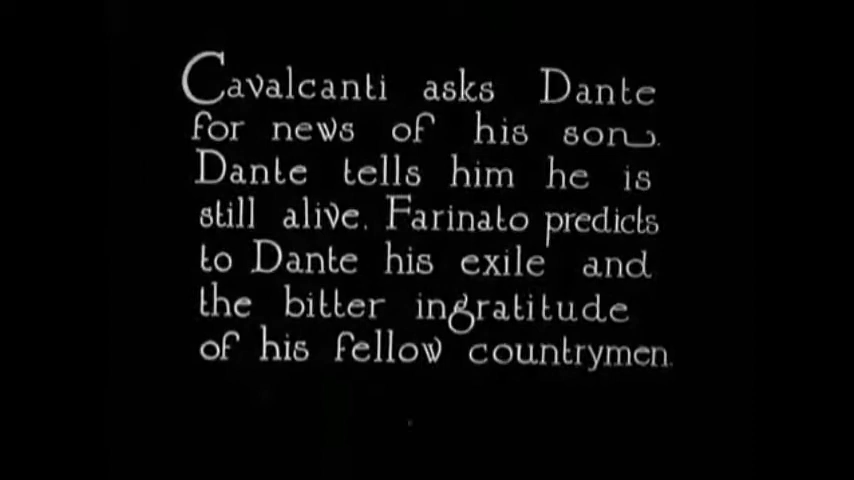 Cavalcanti asks Dante
for news of his son.
Dante tells him he is
still alive. Farinato predicts
to Dante his exile and
the bitter ingratitude
of his fellow countrymen.